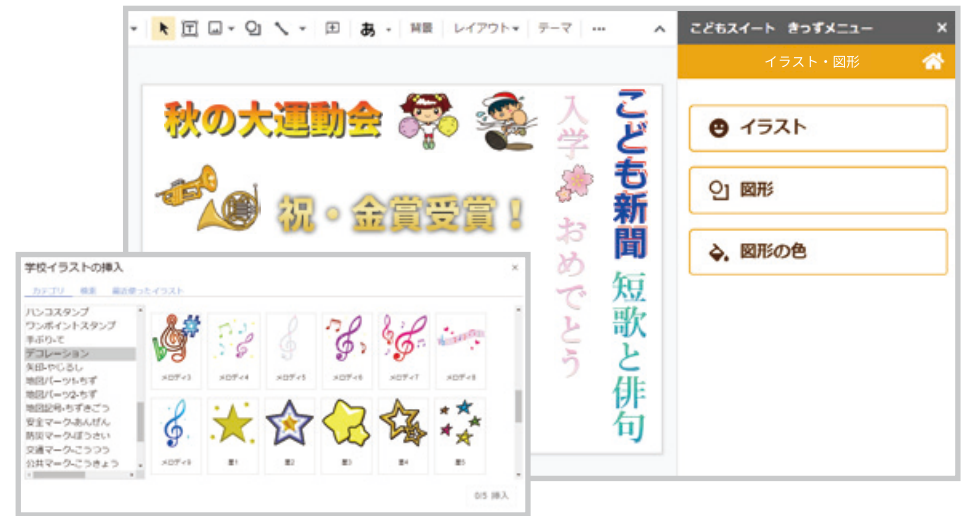 あ
背景
レイアウト
テーマ
こどもスイート きっずメニュー
×
イラスト・図形
秋の大運動会
祝・金賞受賞！
入学
おめでとう
こども新聞
短歌と俳句
イラスト
図形
図形の色
学校イラストの挿入
×
カテゴリ 検索 最近使ったイラスト
ハンコスタンプ
ワンポイントスタンプ
手ぶり-て
デコレーション
矢印-やじるし
地図パーツ1-ちず
地図パーツ2-ちず
地図記号-ちずきごう
安全マーク-あんぜん
防災マーク-ぼうさい
交通マーク-こうつう
公共マーク-こうきょう
メロディ3 メロディ4 メロディ5 メロディ6 メロディ7 メロディ8
メロディ9 星1 星2 星3 星4 星5
0/5 挿入